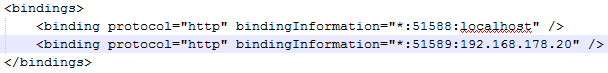 <bindings>
<binding protocol="http" bindingInformation="*:51588:localhost" />
<binding protocol="http" bindingInformation="*:51589:192.168.178.20" />
</bindings>